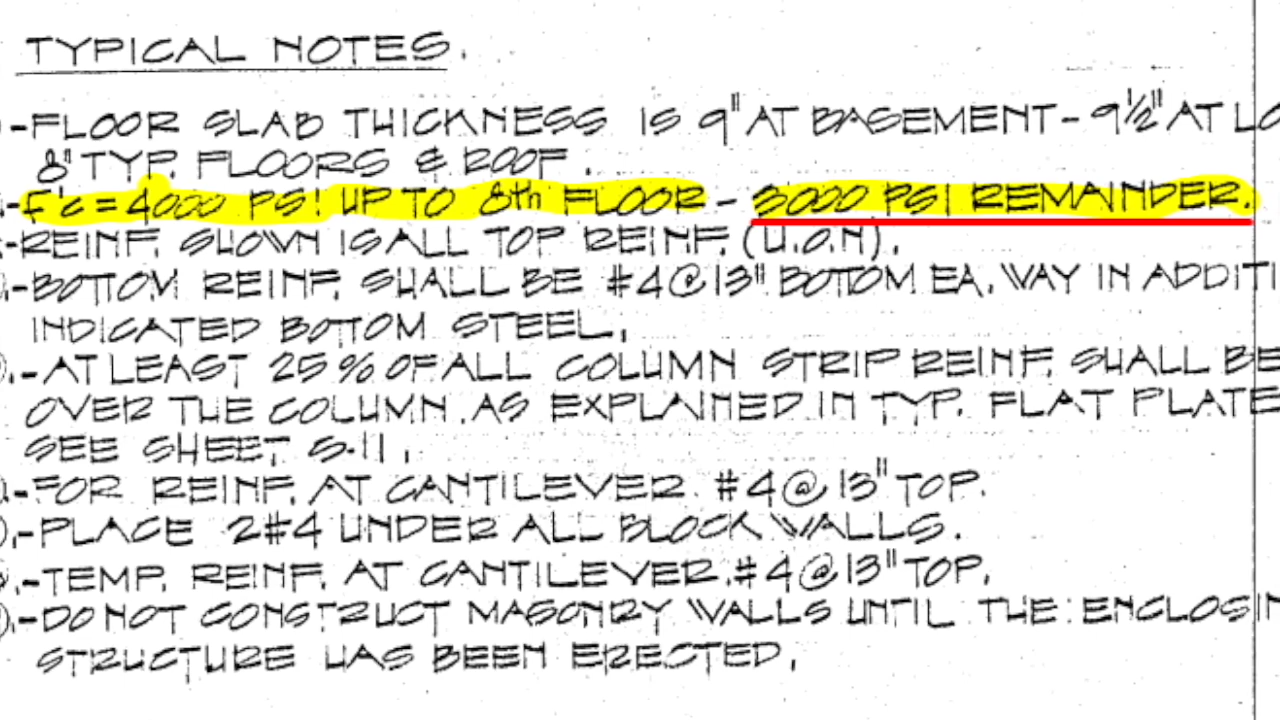 TYPICAL NOTES.
-FLOOR SLAB THICKNESS IS 9" AT BASEMENT - 9½" AT LO
8" TYP. FLOORS & ROOF.
-f'c = 4000 PSI UP TO 8th FLOOR - 3000 PSI REMAINDER.
-REINF. SHOWN IS ALL TOP REINF. (U.O.N).
-BOTTOM REINF. SHALL BE #4@13" BOTTOM EA. WAY IN ADDITI
INDICATED BOTTOM STEEL.
).-AT LEAST 25% OF ALL COLUMN STRIP REINF. SHALL BE
OVER THE COLUMN. AS EXPLAINED IN TYP. FLAT PLATE
SEE SHEET S-11.
-FOR REINF. AT CANTILEVER. #4@13" TOP.
).-PLACE 2#4 UNDER ALL BLOCK WALLS.
).-TEMP. REINF. AT CANTILEVER. #4@13" TOP.
).-DO NOT CONSTRUCT MASONRY WALLS UNTIL THE ENCLOSIN
STRUCTURE HAS BEEN ERECTED.